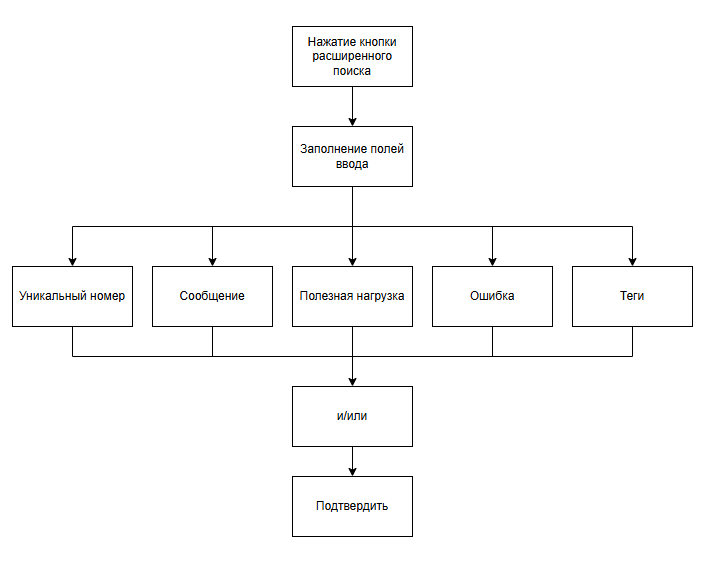 Нажатие кнопки
расширенного
поиска
Заполнение полей
ввода
Уникальный номер
Сообщение
Полезная нагрузка
Ошибка
Теги
и/или
Подтвердить